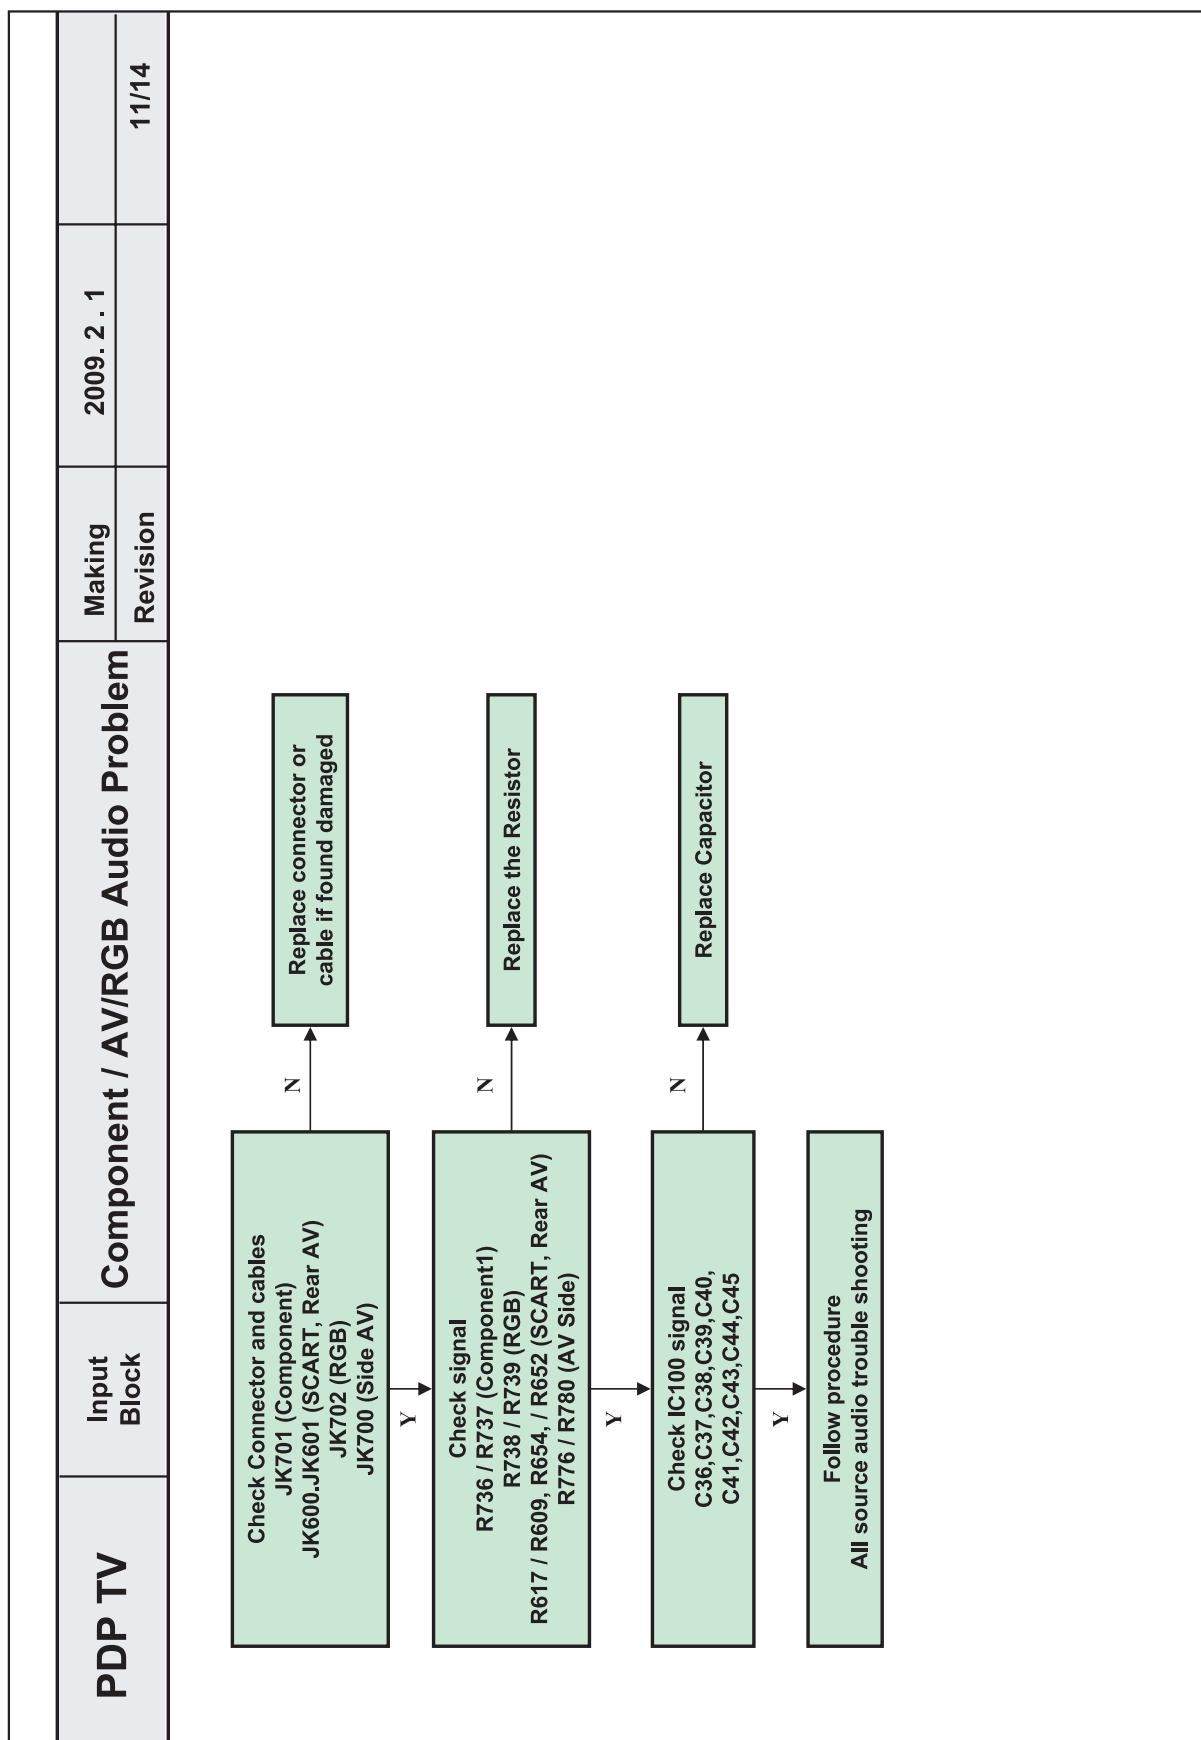 PDP TV
Input
Block
Component / AV/RGB Audio Problem
Making
2009. 2 . 1
Revision
11/14
Check Connector and cables
JK701 (Component)
JK600.JK601 (SCART, Rear AV)
JK702 (RGB)
JK700 (Side AV)
N
Replace connector or
cable if found damaged
Y
Check signal
R736 / R737 (Component1)
R738 / R739 (RGB)
R617 / R609, R654, / R652 (SCART, Rear AV)
R776 / R780 (AV Side)
N
Replace the Resistor
Y
Check IC100 signal
C36,C37,C38,C39,C40,
C41,C42,C43,C44,C45
N
Replace Capacitor
Y
Follow procedure
All source audio trouble shooting